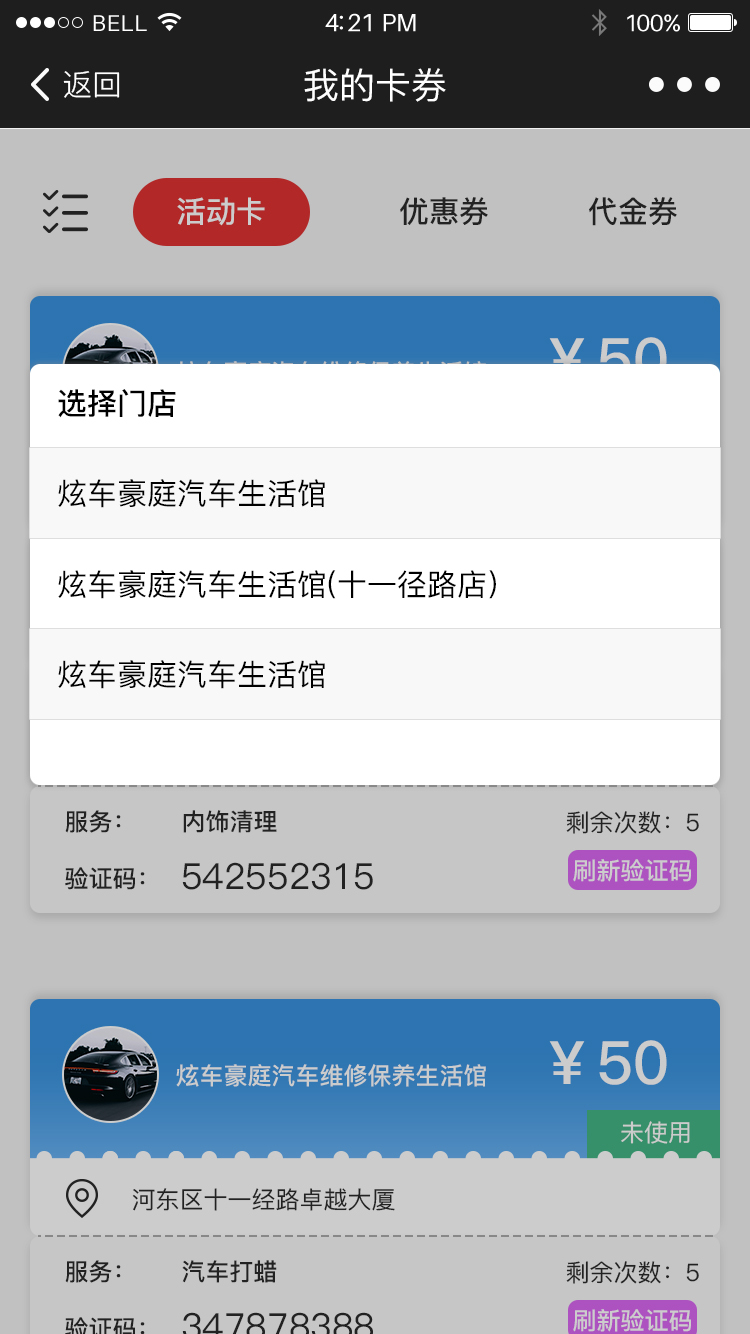 BELL 4:21 PM 100%
返回 我的卡券
活动卡 优惠券 代金券
¥ 50
选择门店
炫车豪庭汽车生活馆
炫车豪庭汽车生活馆(十一径路店)
炫车豪庭汽车生活馆
服务: 内饰清理 剩余次数: 5
验证码: 542552315 刷新验证码
炫车豪庭汽车维修保养生活馆 ¥ 50
未使用
河东区十一经路卓越大厦
服务: 汽车打蜡 剩余次数: 5
验证码: 347878388 刷新验证码